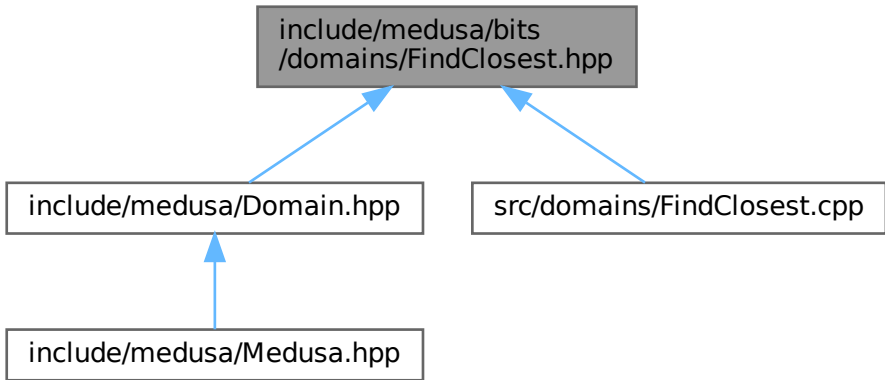 include/medusa/bits
/domains/FindClosest.hpp
include/medusa/Domain.hpp
src/domains/FindClosest.cpp
include/medusa/Medusa.hpp